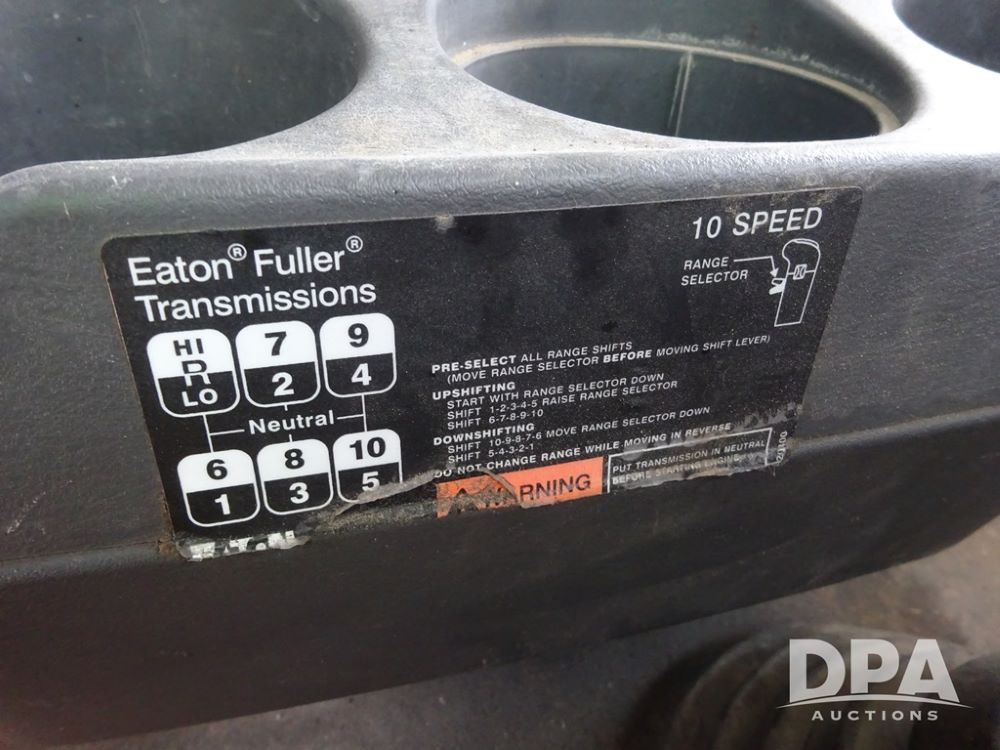 Eaton® Fuller®
Transmissions
10 SPEED
RANGE
SELECTOR
HI
R
LO
7
2
9
4
Neutral
6
1
8
3
10
5
PRE-SELECT ALL RANGE SHIFTS
(MOVE RANGE SELECTOR BEFORE MOVING SHIFT LEVER)
UPSHIFTING
START WITH RANGE SELECTOR DOWN
SHIFT 1-2-3-4-5 RAISE RANGE SELECTOR
SHIFT 6-7-8-9-10
DOWNSHIFTING
SHIFT 10-9-8-7-6 MOVE RANGE SELECTOR DOWN
SHIFT 5-4-3-2-1
DO NOT CHANGE RANGE WHILE MOVING IN REVERSE
WARNING
PUT TRANSMISSION IN NEUTRAL
BEFORE STRATING ENGINE
EATON
DPA
AUCTIONS